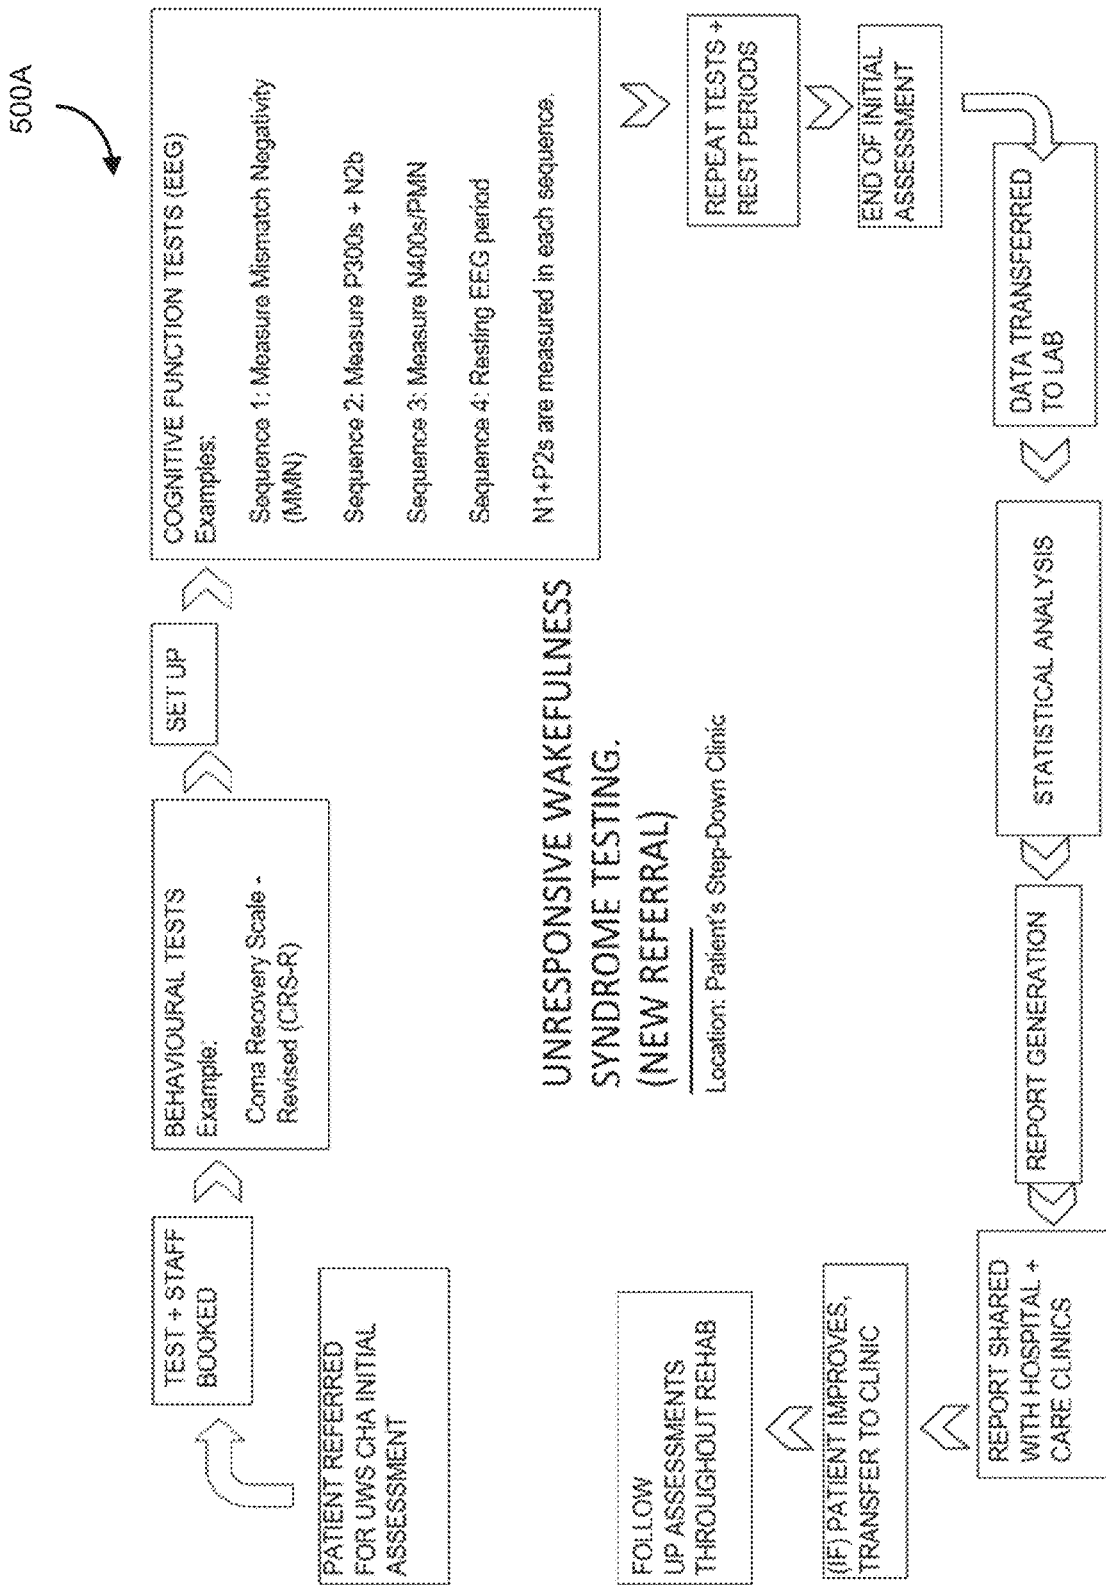 500A
PATIENT REFERRED
FOR UWS CHA INITIAL
ASSESSMENT
TEST + STAFF
BOOKED
BEHAVIOURAL TESTS
Example:
Coma Recovery Scale -
Revised (CRS-R)
SET UP
COGNITIVE FUNCTION TESTS (EEG)
Examples:
Sequence 1: Measure Mismatch Negativity
(MMN)
Sequence 2: Measure P300s + N2b
Sequence 3: Measure N400s/PMN
Sequence 4: Resting EEG period
N1+P2s are measured in each sequence.
REPEAT TESTS +
REST PERIODS
END OF INITIAL
ASSESSMENT
DATA TRANSFERRED
TO LAB
STATISTICAL ANALYSIS
REPORT GENERATION
REPORT SHARED
WITH HOSPITAL +
CARE CLINICS
(IF) PATIENT IMPROVES,
TRANSFER TO CLINIC
FOLLOW
UP ASSESSMENTS
THROUGHOUT REHAB
UNRESPONSIVE WAKEFULNESS
SYNDROME TESTING.
(NEW REFERRAL)
Location: Patient's Step-Down Clinic